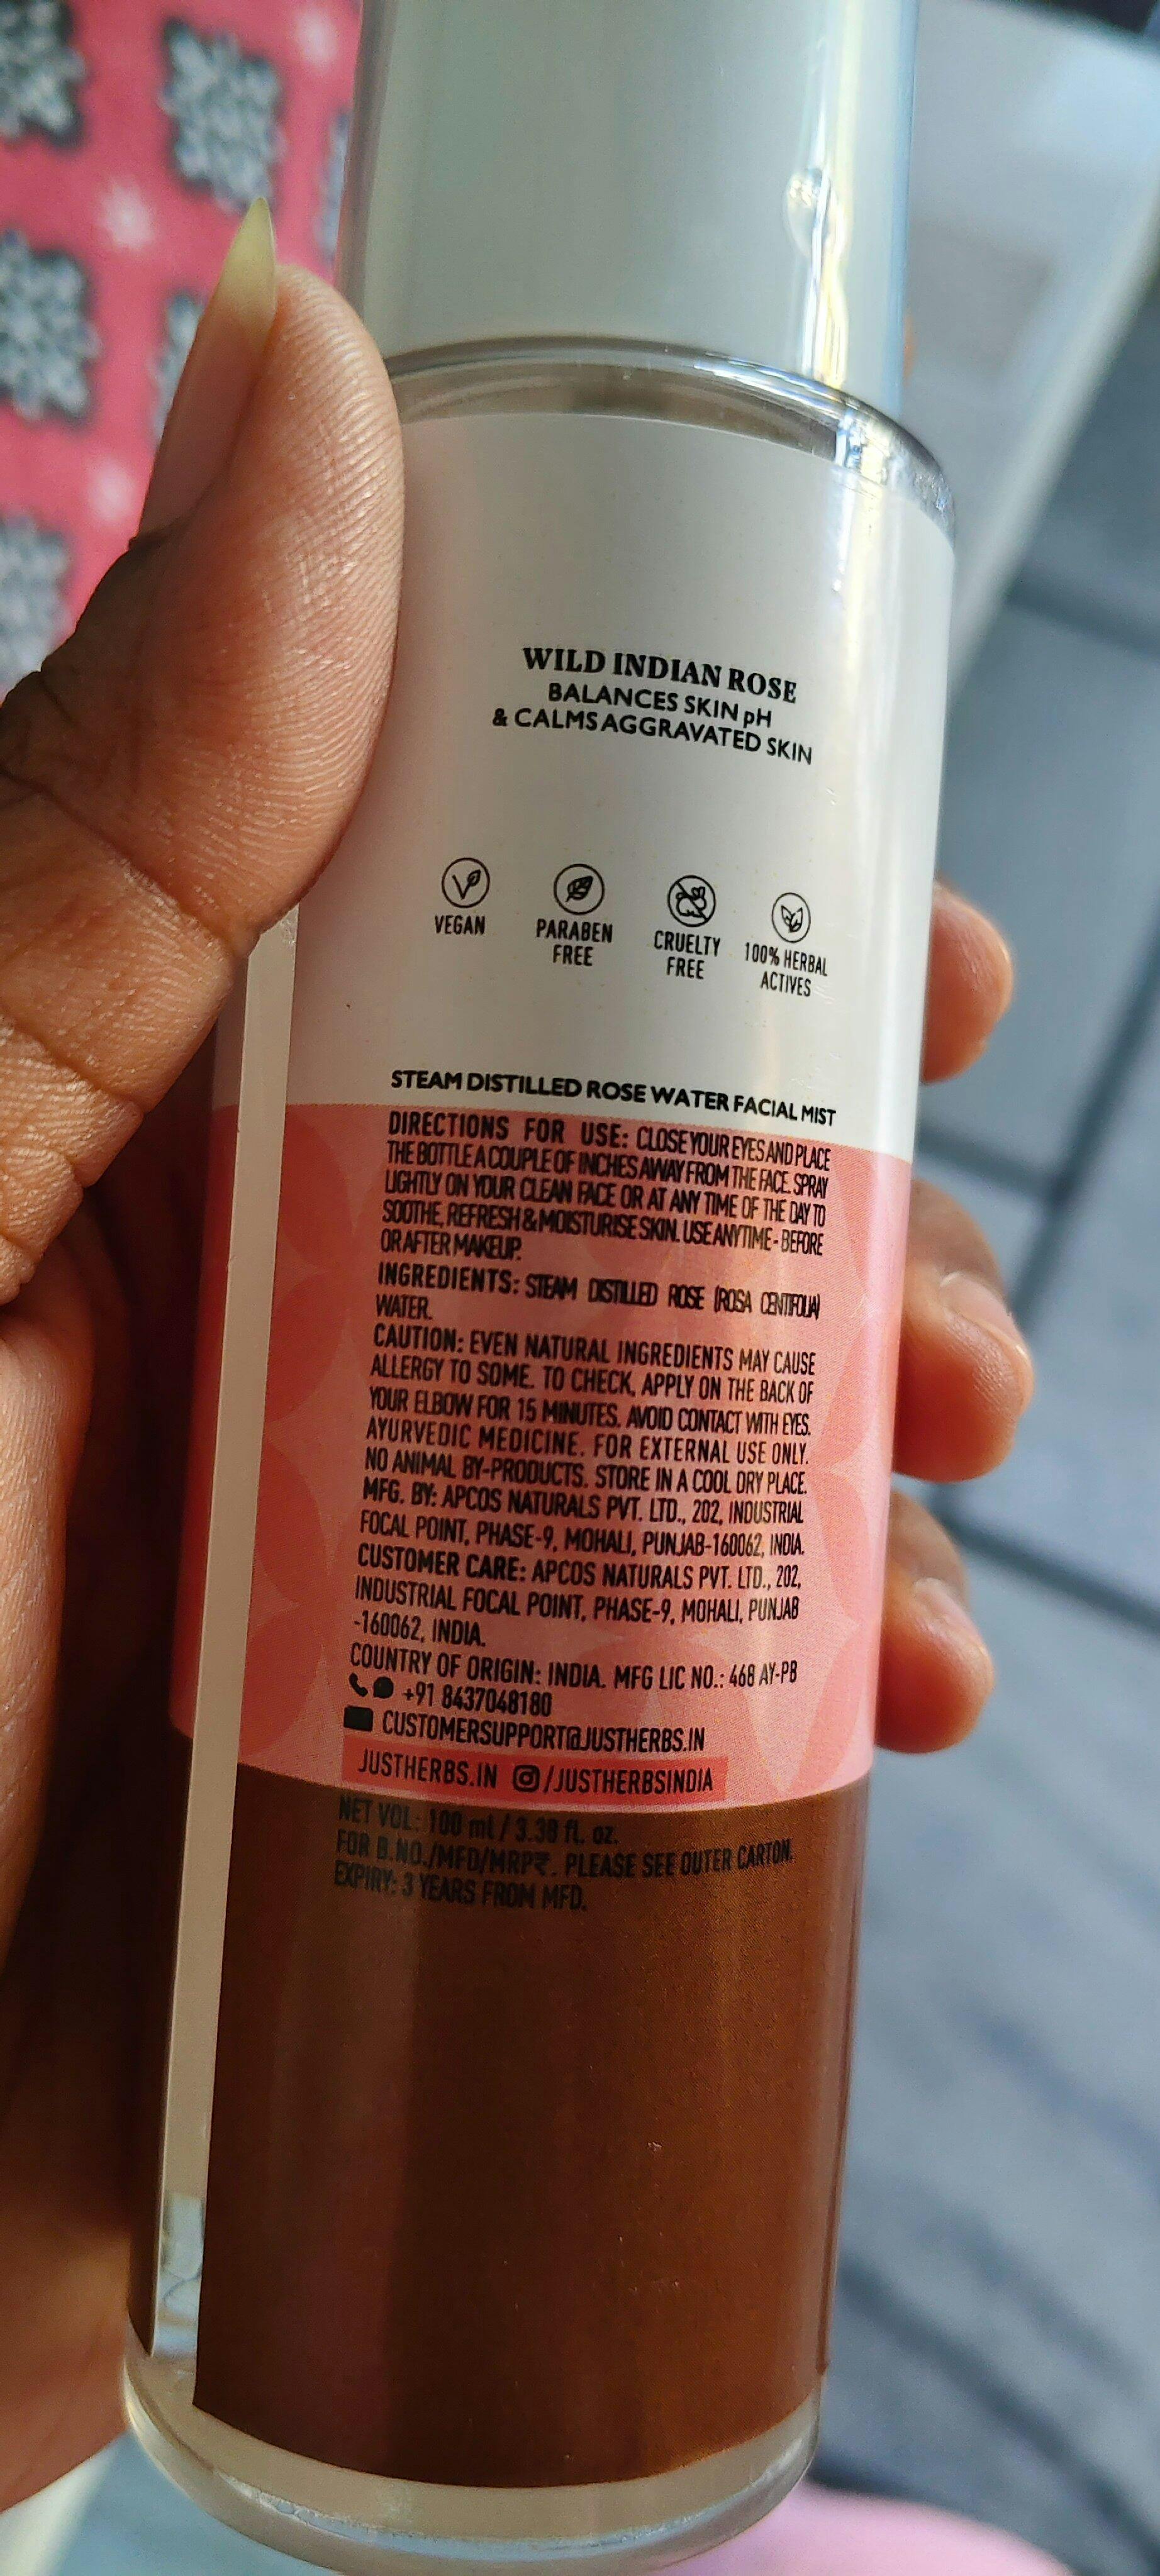 WILD INDIAN ROSE
BALANCES SKIN pH
& CALMS AGGRAVATED SKIN
VEGAN
PARABEN
FREE
CRUELTY
FREE
100% HERBAL
ACTIVES
STEAM DISTILLED ROSE WATER FACIAL MIST
DIRECTIONS FOR USE: CLOSE YOUR EYES AND PLACE
THE BOTTLE A COUPLE OF INCHES AWAY FROM THE FACE. SPRAY
LIGHTLY ON YOUR CLEAN FACE OR AT ANY TIME OF THE DAY TO
SOOTHE, REFRESH & MOISTURISE SKIN. USE ANYTIME - BEFORE
OR AFTER MAKEUP.
INGREDIENTS: STEAM DISTILLED ROSE (ROSA CENTIFOLIA)
WATER.
CAUTION: EVEN NATURAL INGREDIENTS MAY CAUSE
ALLERGY TO SOME. TO CHECK, APPLY ON THE BACK OF
YOUR ELBOW FOR 15 MINUTES. AVOID CONTACT WITH EYES.
AYURVEDIC MEDICINE. FOR EXTERNAL USE ONLY.
NO ANIMAL BY-PRODUCTS. STORE IN A COOL DRY PLACE.
MFG. BY: APCOS NATURALS PVT. LTD., 202, INDUSTRIAL
FOCAL POINT, PHASE-9, MOHALI, PUNJAB-160062, INDIA.
CUSTOMER CARE: APCOS NATURALS PVT. LTD., 202,
INDUSTRIAL FOCAL POINT, PHASE-9, MOHALI, PUNJAB
-160062, INDIA.
COUNTRY OF ORIGIN: INDIA. MFG LIC NO.: 468 AY-PB
+91 8437048180
CUSTOMERSUPPORT@JUSTHERBS.IN
JUSTHERBS.IN /JUSTHERBSINDIA
NET VOL: 100 ml / 3.38 fl. oz.
FOR B.NO./MFD/MRP₹. PLEASE SEE OUTER CARTON.
EXPIRY: 3 YEARS FROM MFD.